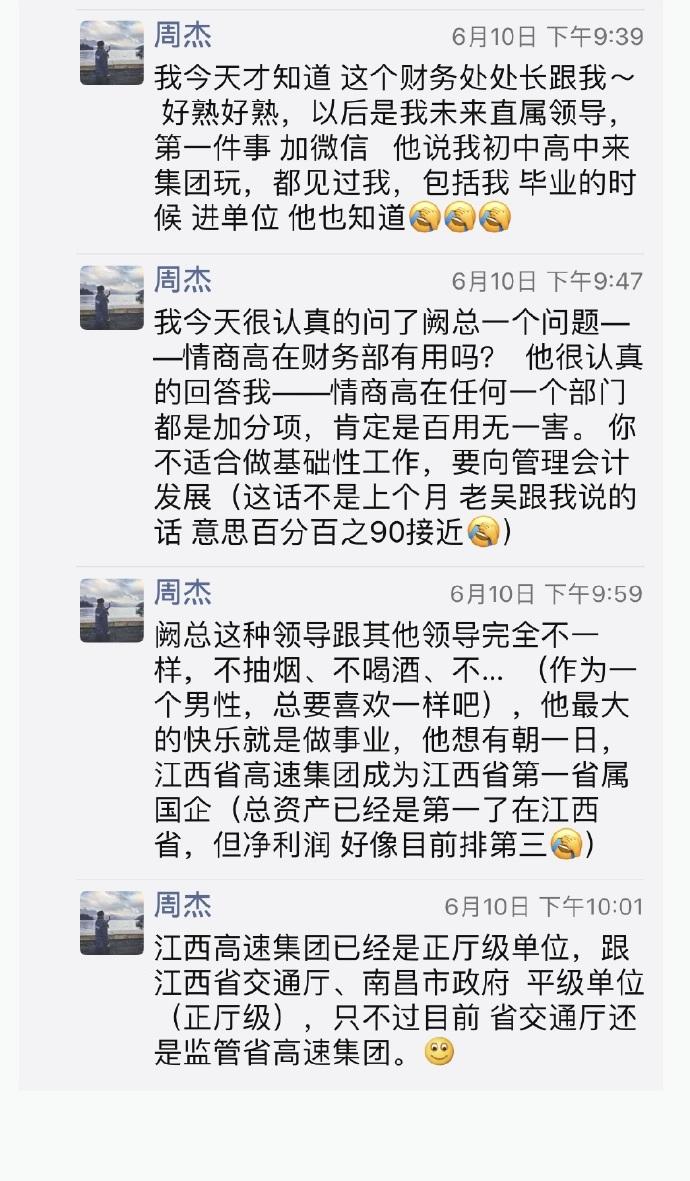 周杰
6月10日 下午9:39
我今天才知道 这个财务处处长跟我～
好熟好熟，以后是我未来直属领导，
第一件事 加微信 他说我初中高中来
集团玩，都见过我，包括我 毕业的时
候 进单位 他也知道🤦🤦🤦
周杰
6月10日 下午9:47
我今天很认真的问了阙总一个问题—
—情商高在财务部有用吗？ 他很认真
的回答我——情商高在任何一个部门
都是加分项，肯定是百用无一害。你
不适合做基础性工作，要向管理会计
发展（这话不是上个月 老吴跟我说的
话 意思百分百之90接近🤦）
周杰
6月10日 下午9:59
阙总这种领导跟其他领导完全不一
样，不抽烟、不喝酒、不... （作为一
个男性，总要喜欢一样吧），他最大
的快乐就是做事业，他想有朝一日，
江西省高速集团成为江西省第一省属
国企（总资产已经是第一了在江西
省，但净利润 好像目前排第三🤦）
周杰
6月10日 下午10:01
江西高速集团已经是正厅级单位，跟
江西省交通厅、南昌市政府 平级单位
（正厅级），只不过目前 省交通厅还
是监管省高速集团。🙂